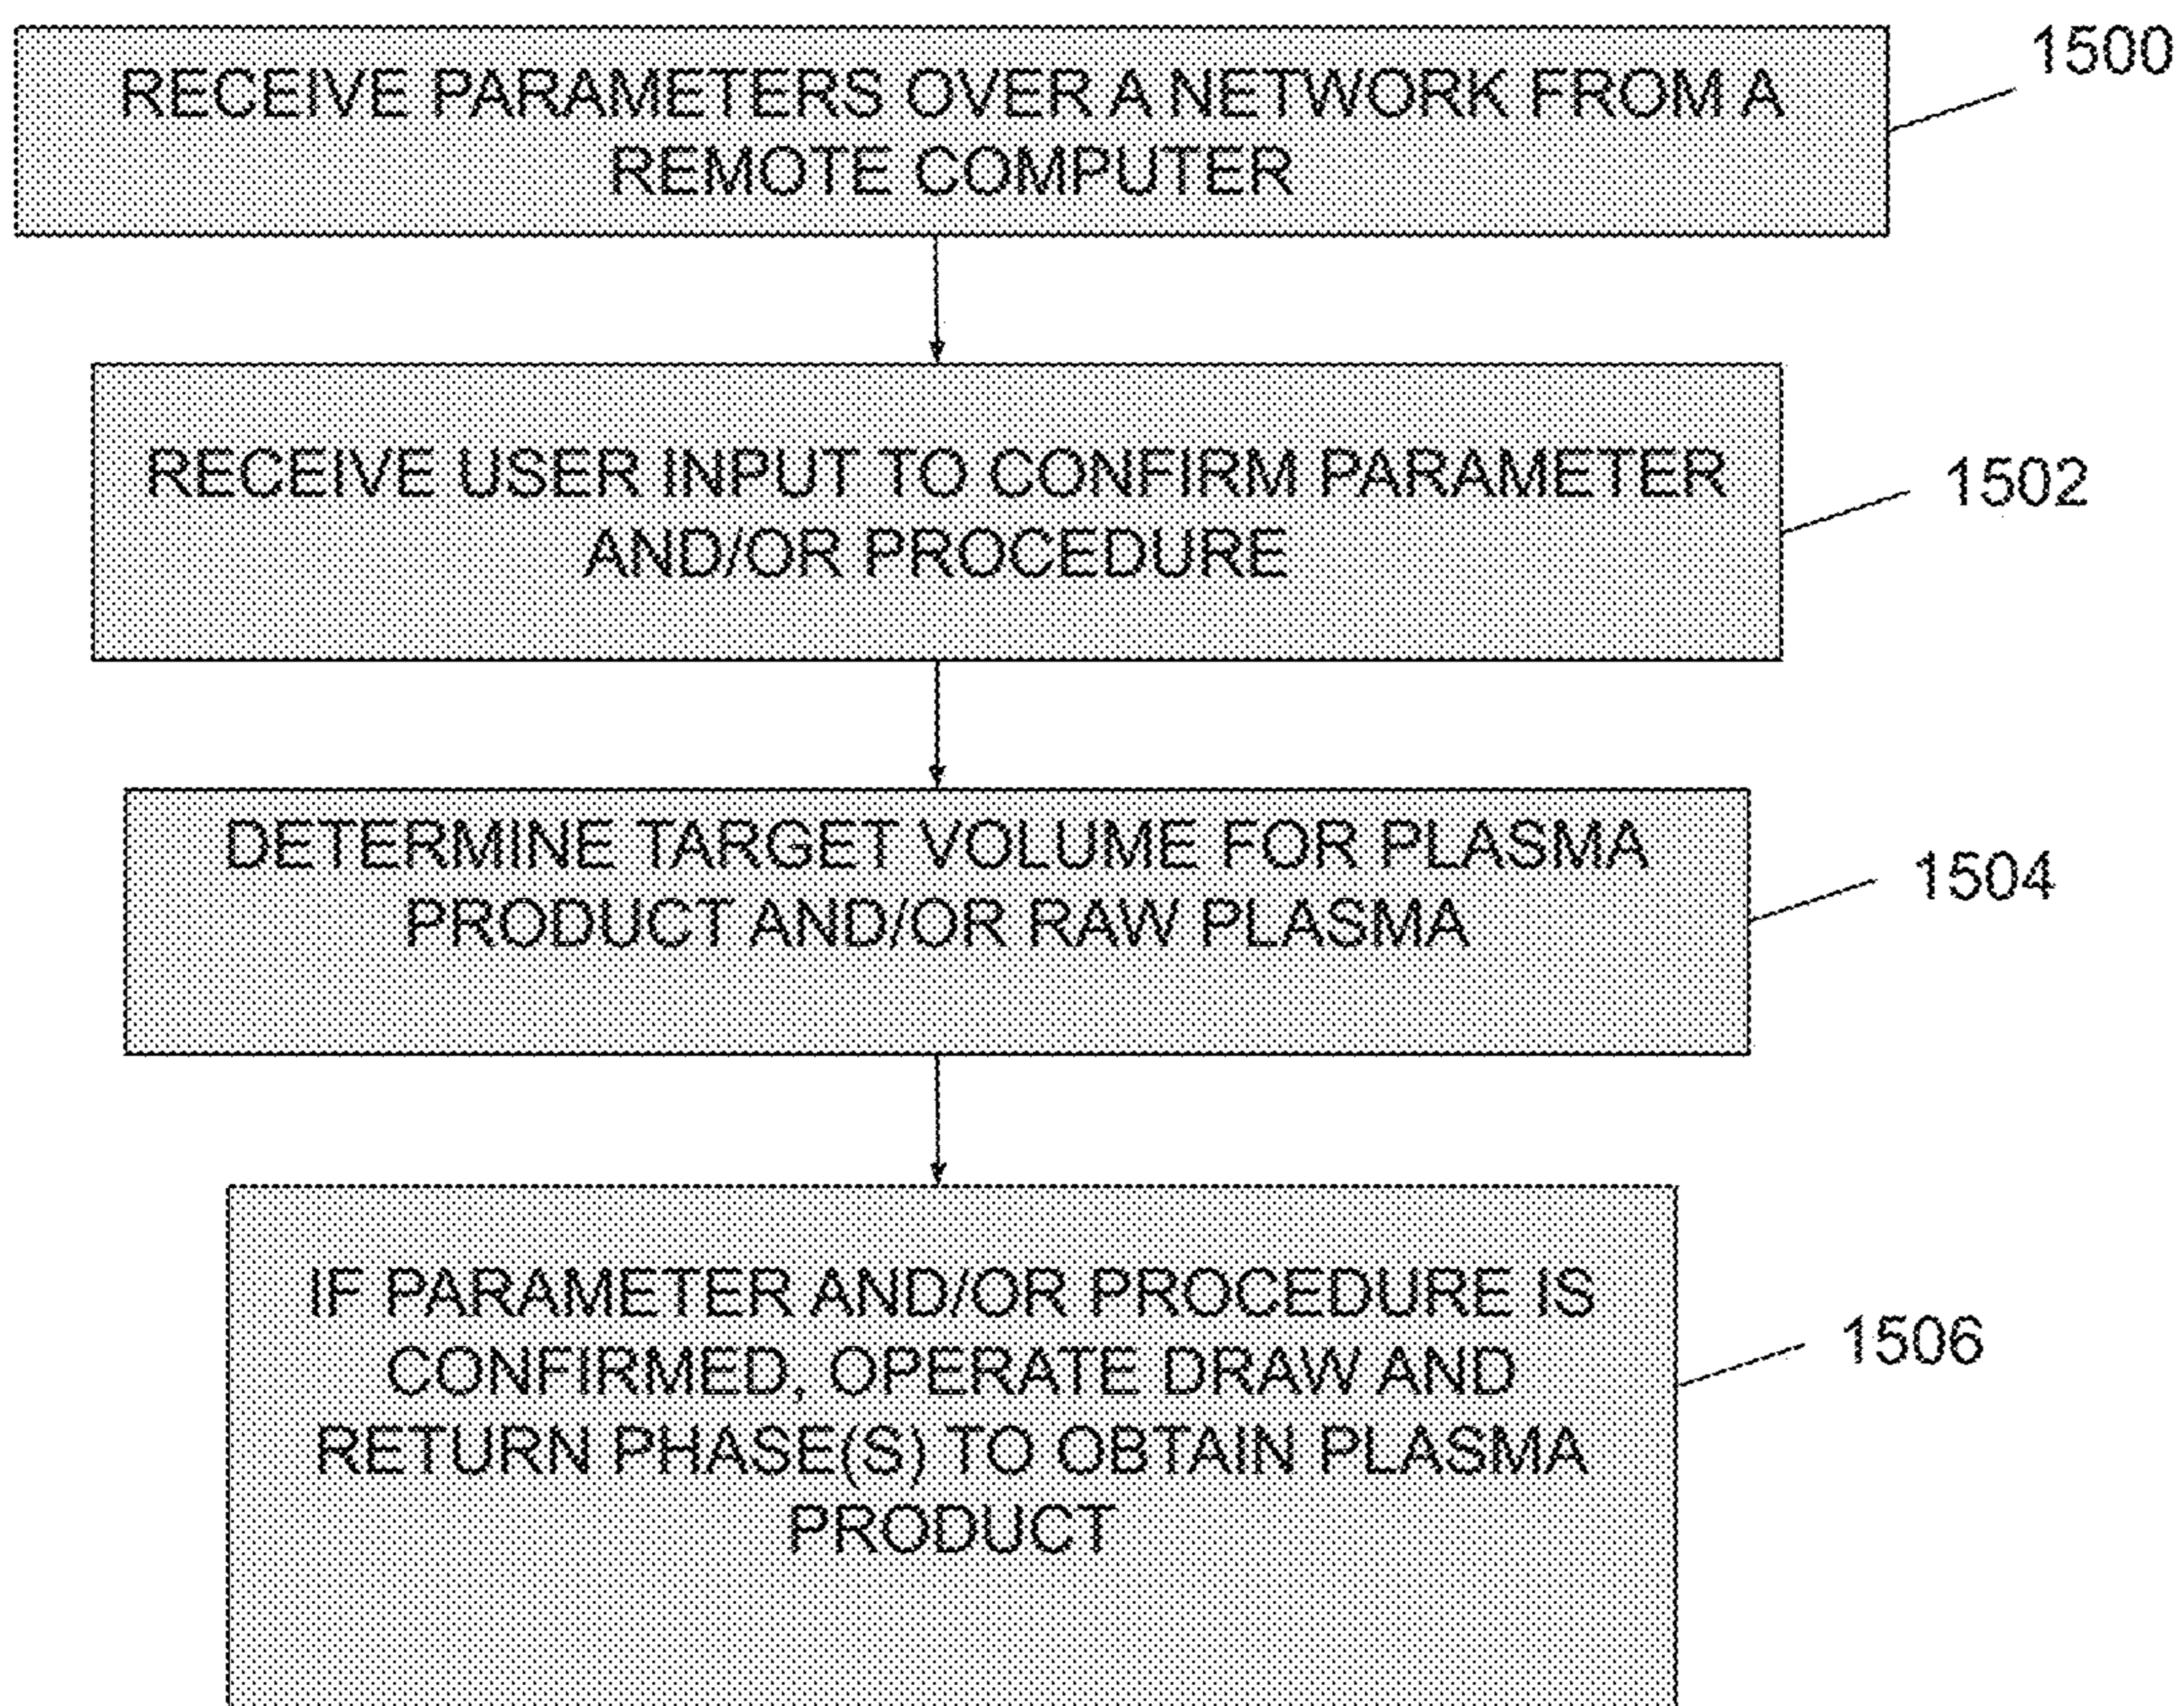 RECEIVE PARAMETERS OVER A NETWORK FROM A
REMOTE COMPUTER
1500
RECEIVE USER INPUT TO CONFIRM PARAMETER
AND/OR PROCEDURE
1502
DETERMINE TARGET VOLUME FOR PLASMA
PRODUCT AND/OR RAW PLASMA
1504
IF PARAMETER AND/OR PROCEDURE IS
CONFIRMED, OPERATE DRAW AND
RETURN PHASE(S) TO OBTAIN PLASMA
PRODUCT
1506